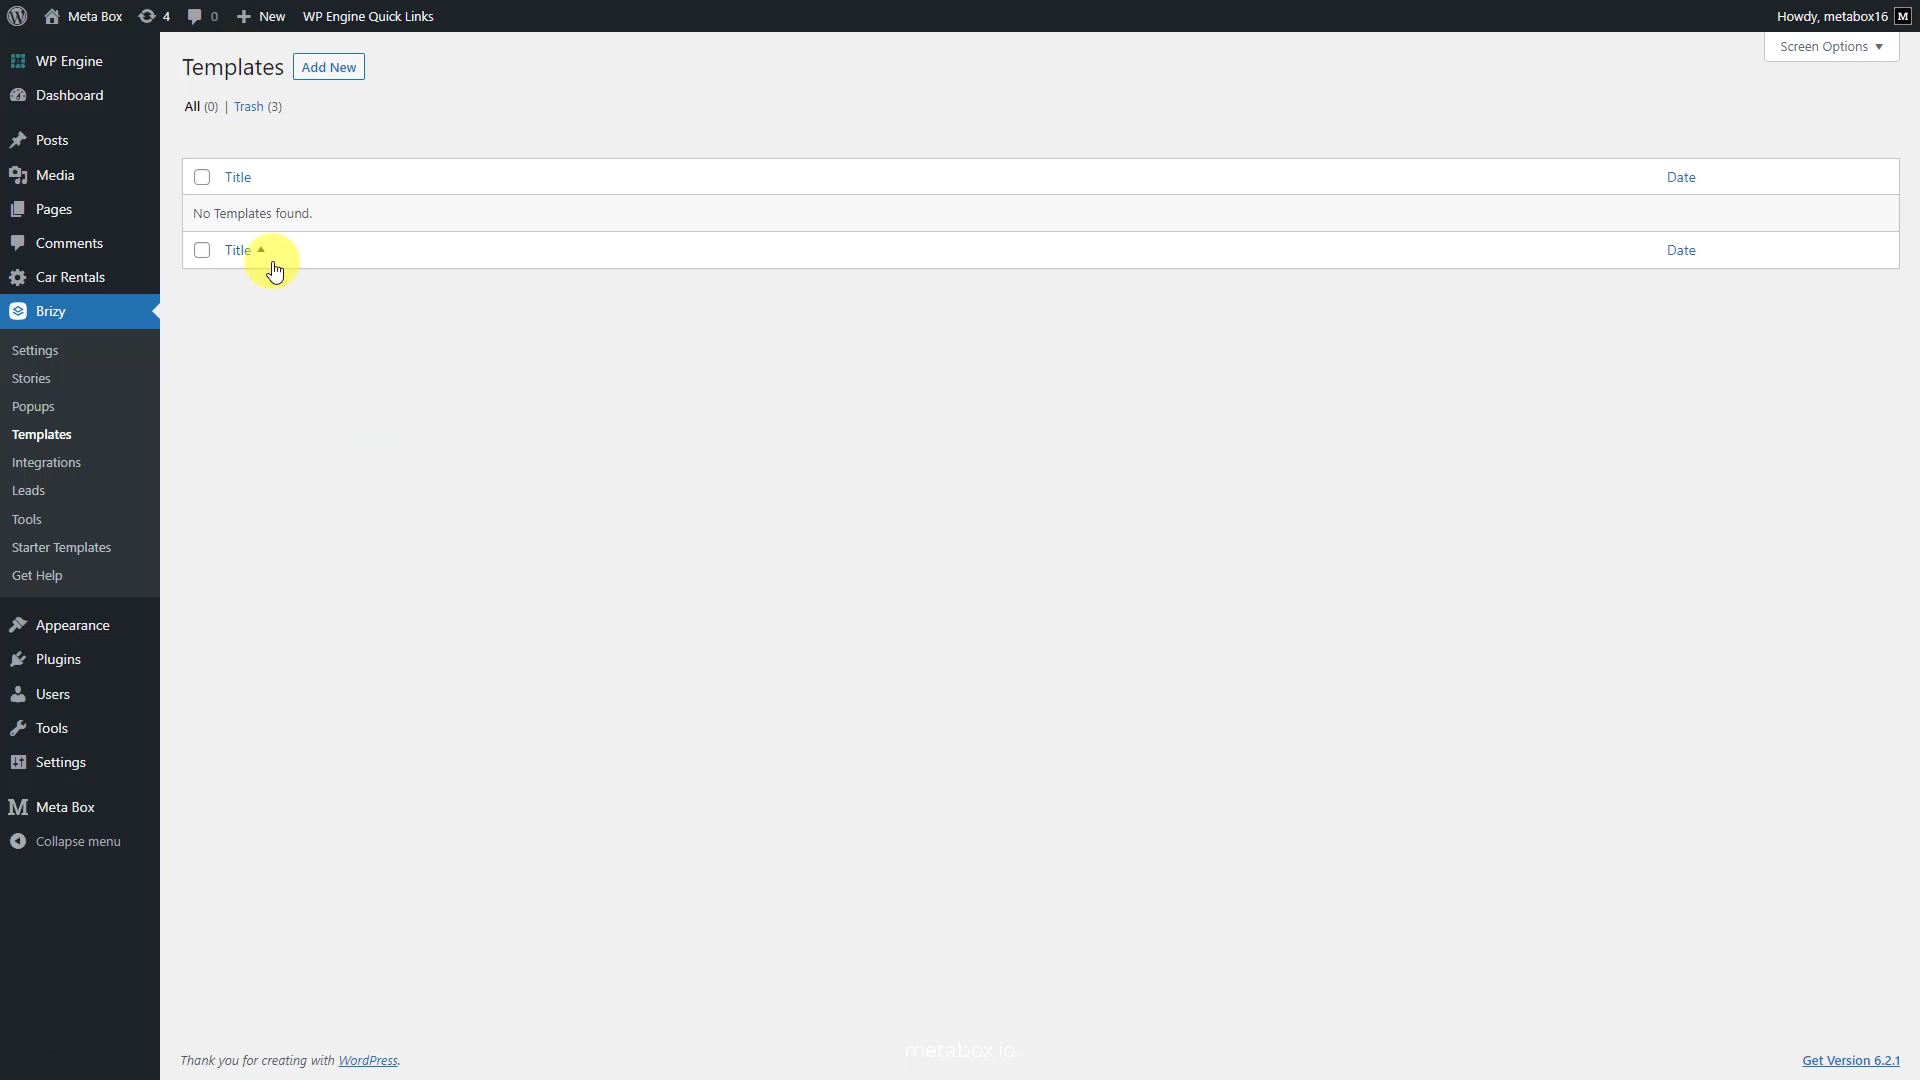 Meta Box 4 0 New WP Engine Quick Links Howdy, metabox16 M
Screen Options
WP Engine
Dashboard
Posts
Media
Pages
Comments
Car Rentals
Brizy
Settings
Stories
Popups
Templates
Integrations
Leads
Tools
Starter Templates
Get Help
Appearance
Plugins
Users
Tools
Settings
Meta Box
Collapse menu
Templates Add New
All (0) | Trash (3)
Title Date
No Templates found.
Title Date
Thank you for creating with WordPress.
metabox.io
Get Version 6.2.1